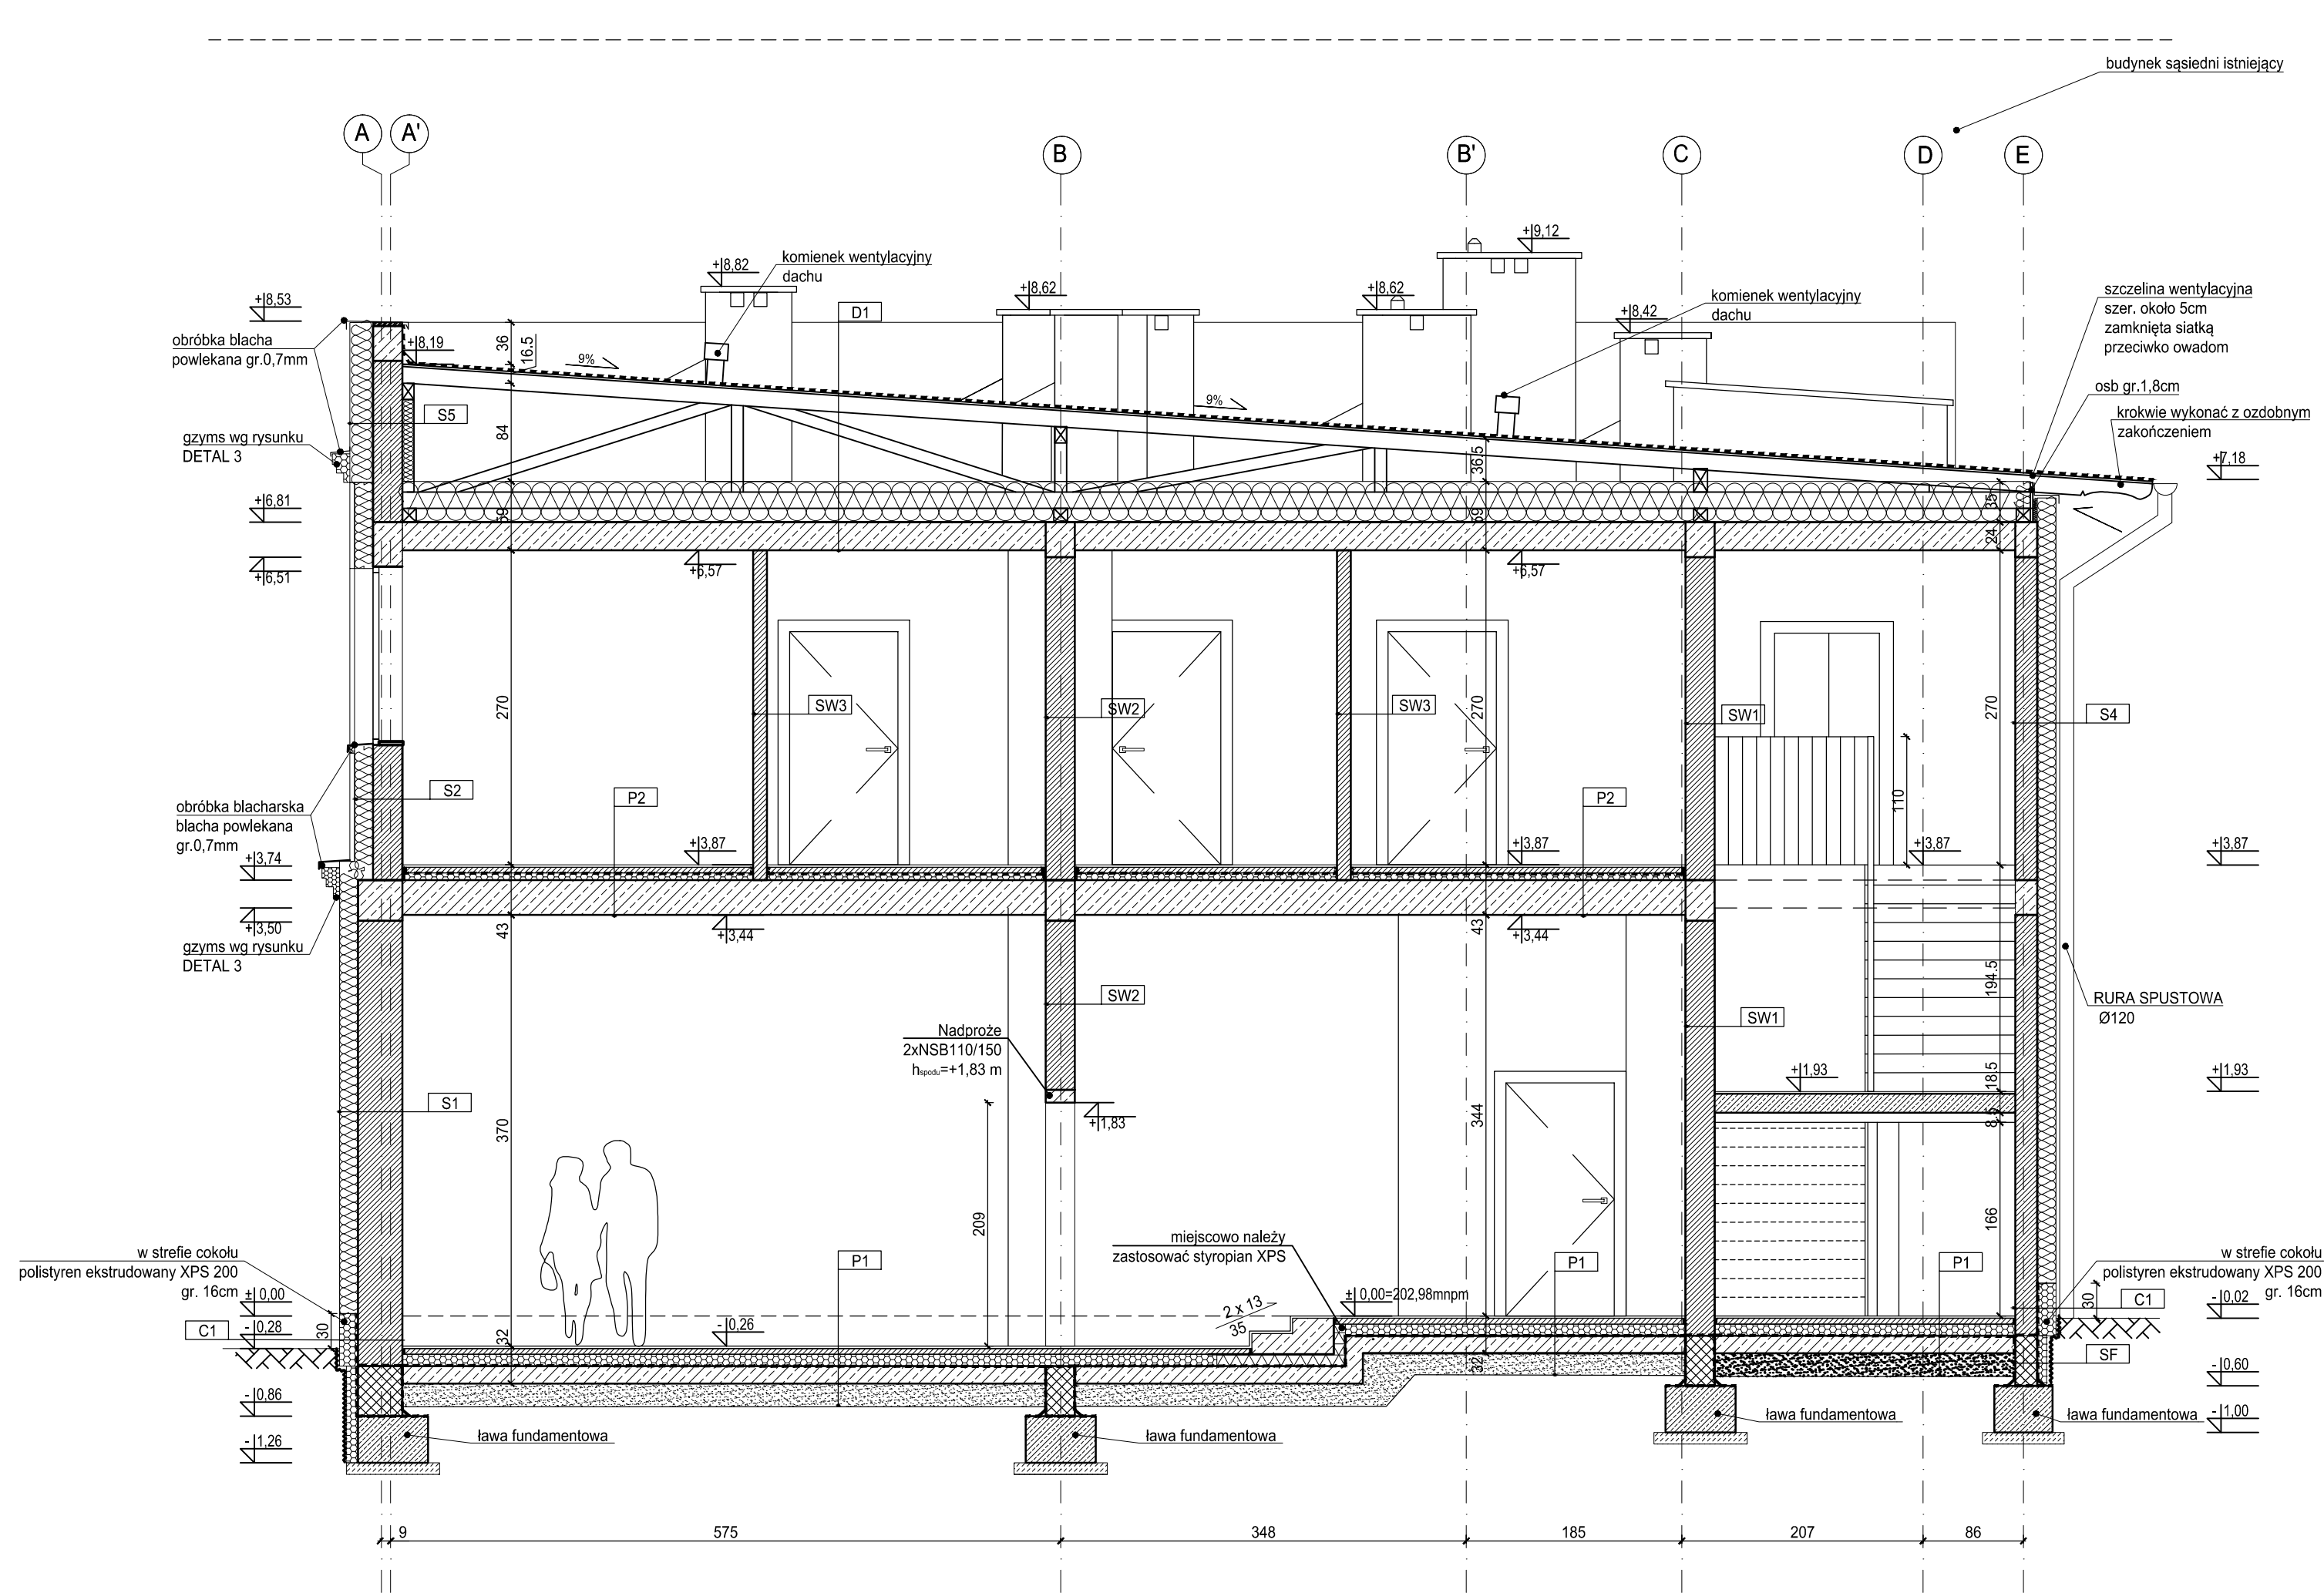 budynek sąsiedni istniejący
A
A'
B
B'
C
D
E
+9,12
+8,82
komienek wentylacyjny
dachu
+8,62
+8,62
komienek wentylacyjny
dachu
+8,42
szczelina wentylacyjna
szer. około 5cm
zamknięta siatką
przeciwko owadom
+8,53
D1
obróbka blacha
powlekana gr.0,7mm
+8,19
36
16.5
9%
9%
osb gr.1,8cm
krokwie wykonać z ozdobnym
zakończeniem
S5
gzyms wg rysunku
DETAL 3
84
36.5
+7,18
+6,81
59
59
35
24
+6,51
+6,57
+6,57
270
SW3
SW2
SW3
270
SW1
270
S4
S2
P2
P2
110
obróbka blacharska
blacha powlekana
gr.0,7mm
+3,74
+3,87
+3,87
+3,87
+3,87
+3,50
43
+3,44
43
+3,44
gzyms wg rysunku
DETAL 3
194.5
SW2
SW1
RURA SPUSTOWA
Ø120
Nadproże
2xNSB110/150
hspodu=+1,83 m
+1,93
18.5
+1,93
S1
370
+1,83
344
8.5
209
166
w strefie cokołu
polistyren ekstrudowany XPS 200
gr. 16cm
miejscowo należy
zastosować styropian XPS
P1
P1
P1
w strefie cokołu
polistyren ekstrudowany XPS 200
gr. 16cm
± 0,00
± 0,00=202,98mnpm
2 x 13
35
30
C1
-0,02
C1
-0,28
30
32
-0,26
32
SF
-0,86
-0,60
-1,26
ława fundamentowa
ława fundamentowa
ława fundamentowa
ława fundamentowa
-1,00
9
575
348
185
207
86